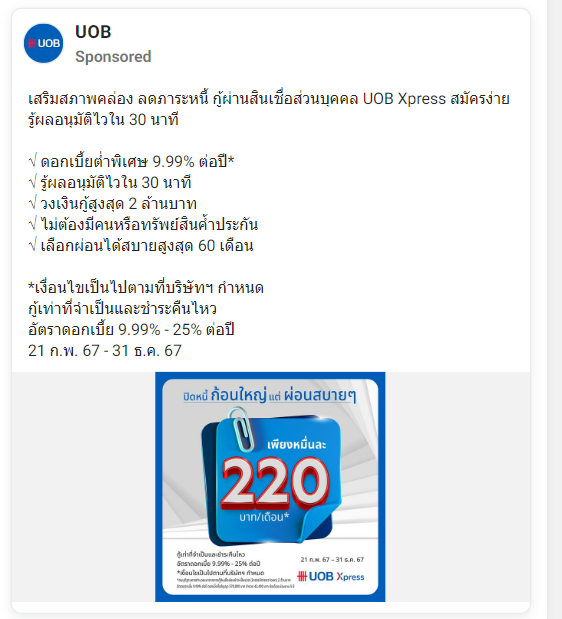 UOB
UOB
Sponsored
เสริมสภาพคล่อง ลดภาระหนี้ กู้ผ่านสินเชื่อส่วนบุคคล UOB Xpress สมัครง่าย
รู้ผลอนุมัติไวใน 30 นาที
√ ดอกเบี้ยต่ำพิเศษ 9.99% ต่อปี*
√ รู้ผลอนุมัติไวใน 30 นาที
√ วงเงินกู้สูงสุด 2 ล้านบาท
√ ไม่ต้องมีคนหรือทรัพย์สินค้ำประกัน
√ เลือกผ่อนได้สบายสูงสุด 60 เดือน
*เงื่อนไขเป็นไปตามที่บริษัทฯ กำหนด
กู้เท่าที่จำเป็นและชำระคืนไหว
อัตราดอกเบี้ย 9.99% - 25% ต่อปี
21 ก.พ. 67 - 31 ธ.ค. 67
ปิดหนี้ ก้อนใหญ่ แต่ ผ่อนสบายๆ
เพียงหมื่นละ
220
บาท/เดือน*
กู้เท่าที่จำเป็นและชำระคืนไหว
อัตราดอกเบี้ย 9.99% - 25% ต่อปี
*เงื่อนไขเป็นไปตามที่บริษัทฯ กำหนด
21 ก.พ. 67 – 31 ธ.ค. 67
UOB Xpress